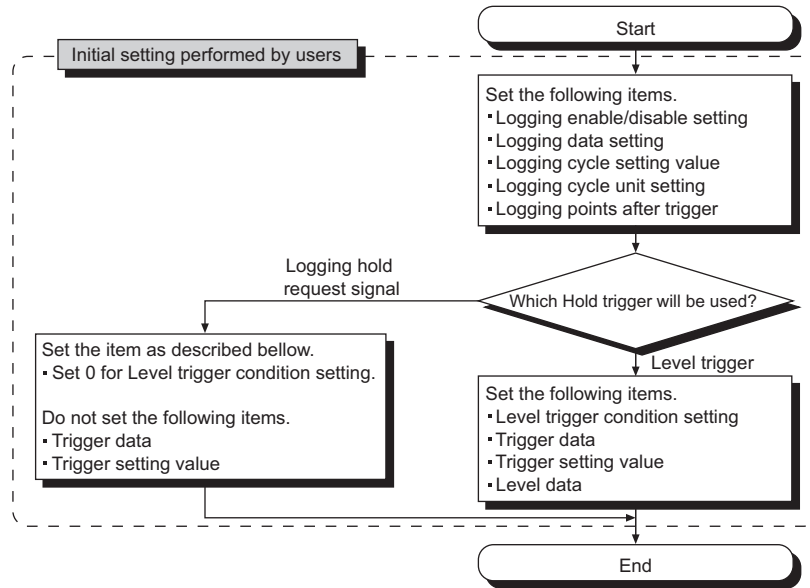 Start
Initial setting performed by users
Set the following items.
▪ Logging enable/disable setting
▪ Logging data setting
▪ Logging cycle setting value
▪ Logging cycle unit setting
▪ Logging points after trigger
Logging hold
request signal
Which Hold trigger will be used?
Set the item as described bellow.
▪ Set 0 for Level trigger condition setting.
Do not set the following items.
▪ Trigger data
▪ Trigger setting value
Level trigger
Set the following items.
▪ Level trigger condition setting
▪ Trigger data
▪ Trigger setting value
▪ Level data
End